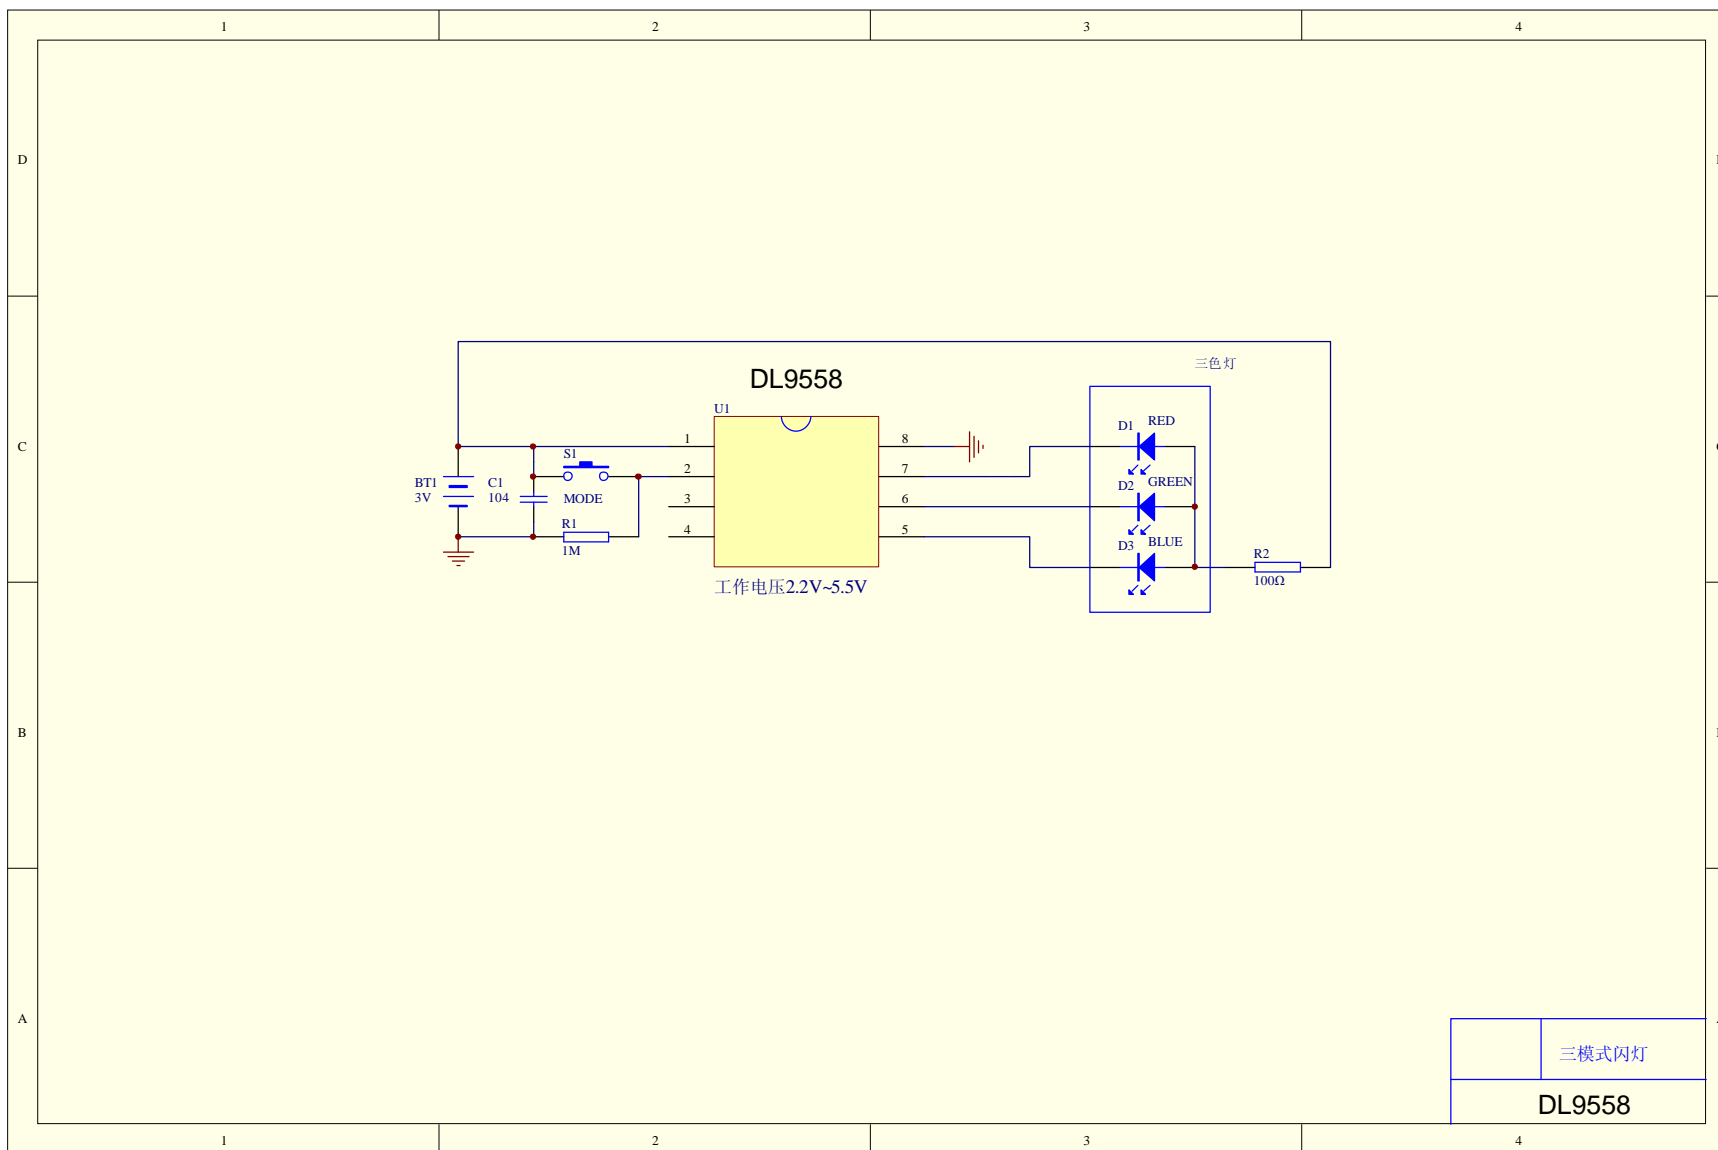 1 2 3 4
D
三色灯
DL9558
U1
D1 RED
C
1 8
S1
2 7
BT1 C1
3V 104
MODE
D2 GREEN
3 6
R1
4 5
1M
D3 BLUE
R2
100Ω
工作电压2.2V~5.5V
B
A
三模式闪灯
DL9558
1 2 3 4